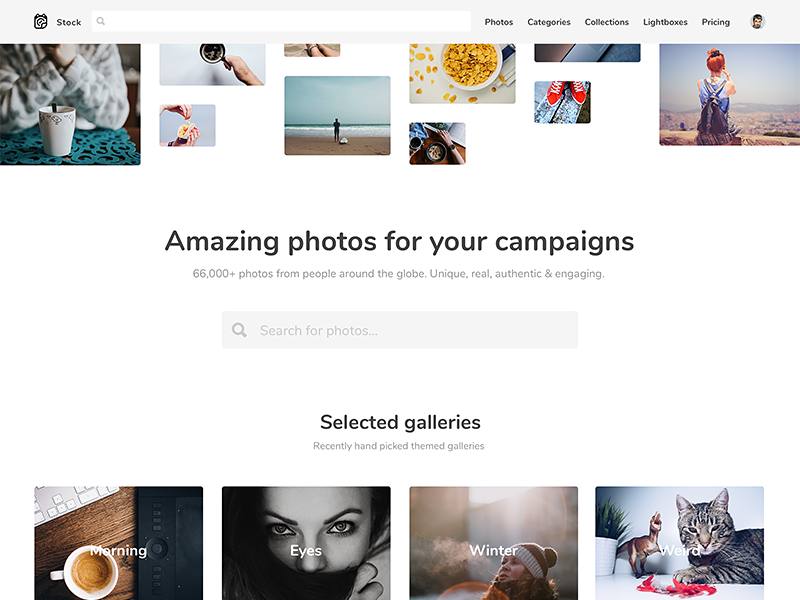 Stock
Photos Categories Collections Lightboxes Pricing
Amazing photos for your campaigns
66,000+ photos from people around the globe. Unique, real, authentic & engaging.
Search for photos...
Selected galleries
Recently hand picked themed galleries
Morning Eyes Winter Weird